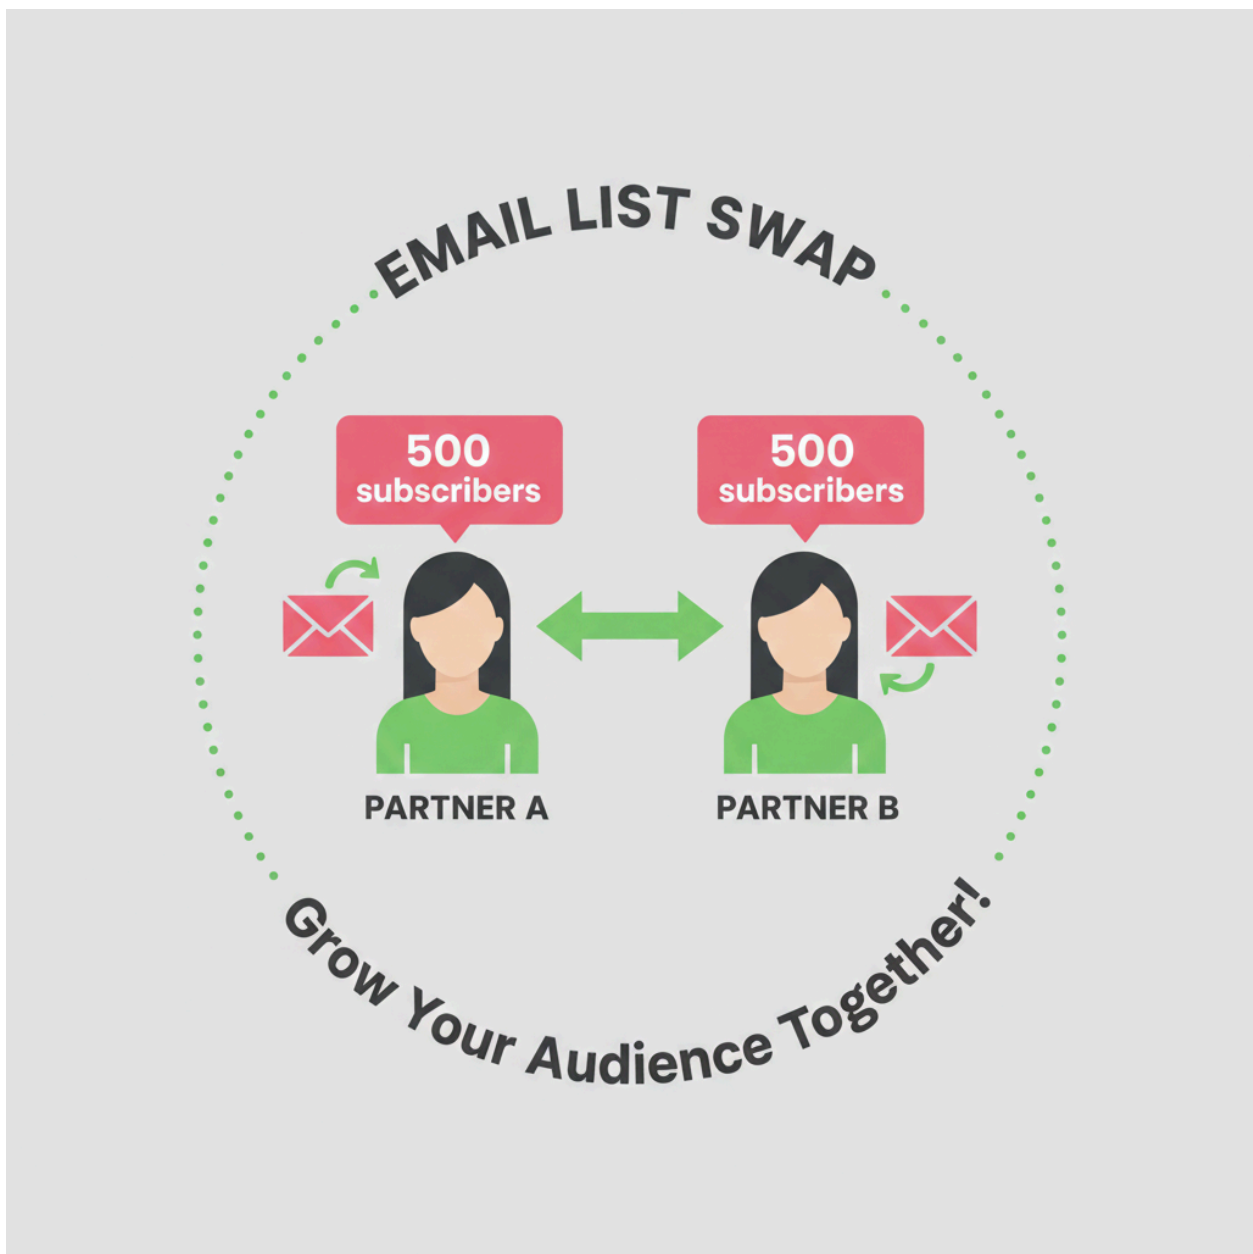 EMAIL LIST SWAP
500
subscribers
500
subscribers
PARTNER A
PARTNER B
Grow Your Audience Together!